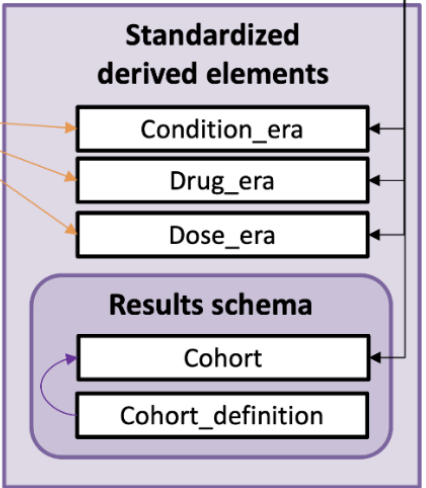 Standardized
derived elements
Condition_era
Drug_era
Dose_era
Results schema
Cohort
Cohort_definition